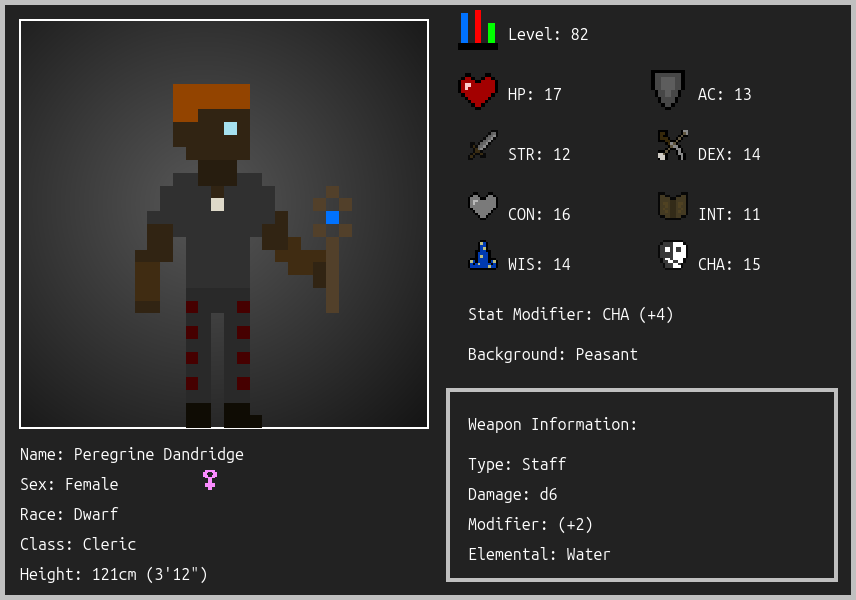 Level: 82
HP: 17
AC: 13
STR: 12
DEX: 14
CON: 16
INT: 11
WIS: 14
CHA: 15
Stat Modifier: CHA (+4)
Background: Peasant
Weapon Information:
Type: Staff
Damage: d6
Modifier: (+2)
Elemental: Water
Name: Peregrine Dandridge
Sex: Female
Race: Dwarf
Class: Cleric
Height: 121cm (3'12")